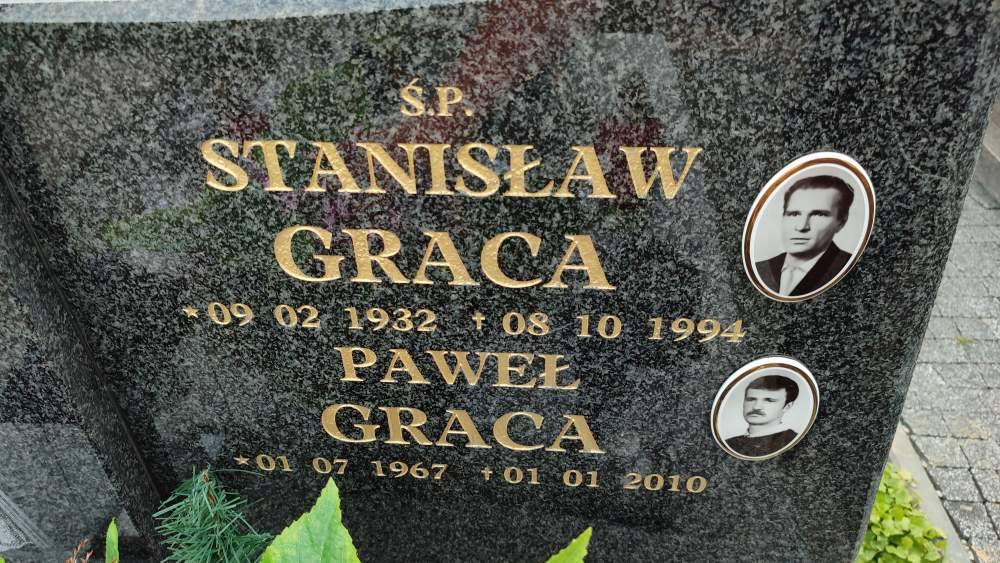 Ś.P.
STANISŁAW
GRACA
*09 02 1932 †08 10 1994
PAWEŁ
GRACA
*01 07 1967 †01 01 2010